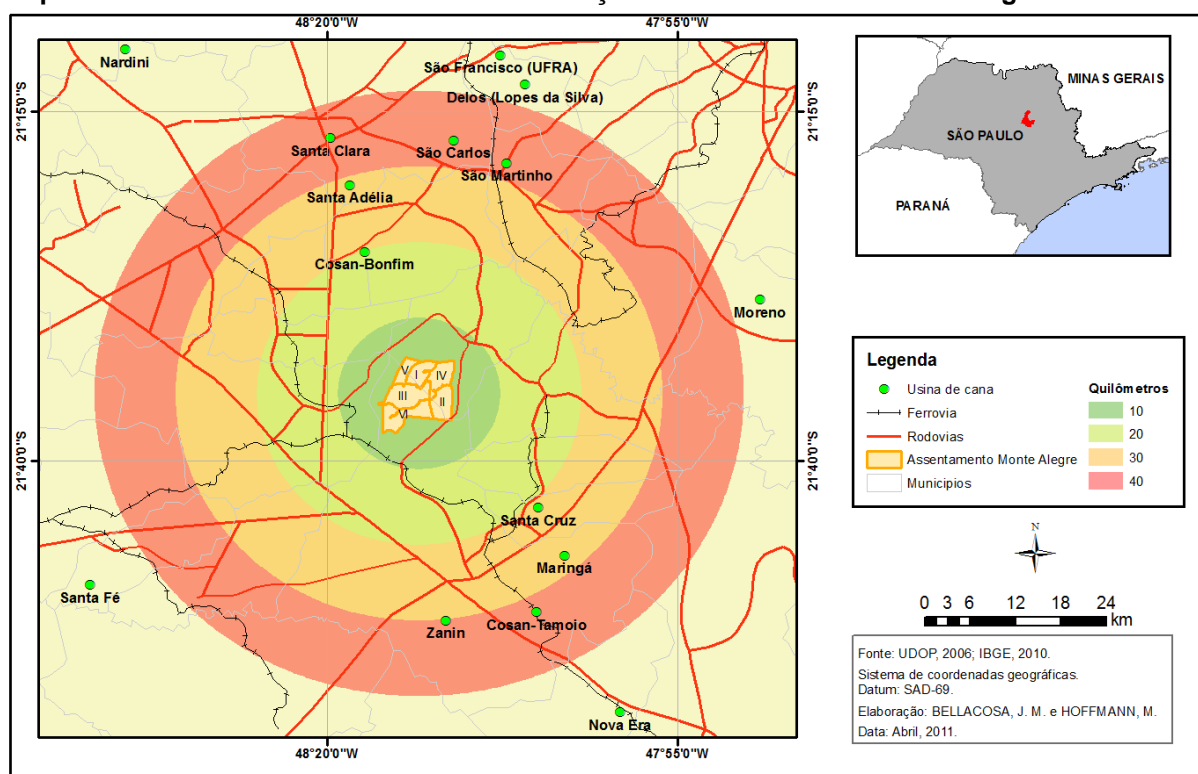 48°20'0"W 47°55'0"W
Nardini
São Francisco (UFRA)
Delos (Lopes da Silva)
21°15'0"S 21°15'0"S
Santa Clara
São Carlos
São Martinho
Santa Adélia
Cosan-Bonfim
Moreno
V
I
IV
III
II
VI
21°40'0"S 21°40'0"S
Santa Cruz
Maringá
Santa Fé
Zanin
Cosan-Tamoio
Nova Era
48°20'0"W 47°55'0"W
MINAS GERAIS
SÃO PAULO
PARANÁ
Legenda
Usina de cana
Ferrovia
Rodovias
Assentamento Monte Alegre
Municipios
Quilômetros
10
20
30
40
N
0 3 6 12 18 24
km
Fonte: UDOP, 2006; IBGE, 2010.
Sistema de coordenadas geográficas.
Datum: SAD-69.
Elaboração: BELLACOSA, J. M. e HOFFMANN, M.
Data: Abril, 2011.